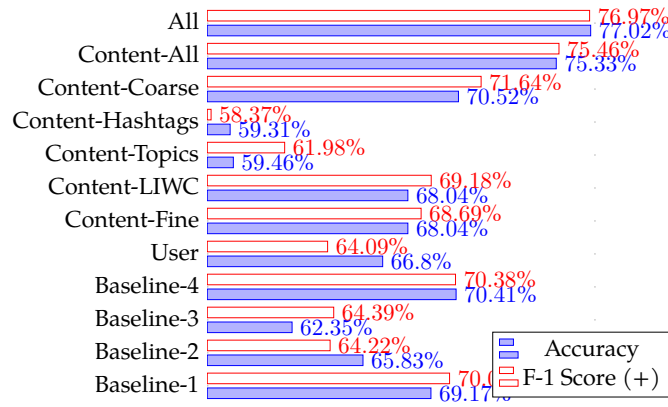 All
76.97%
77.02%
Content-All
75.46%
75.33%
Content-Coarse
71.64%
70.52%
Content-Hashtags
58.37%
59.31%
Content-Topics
61.98%
59.46%
Content-LIWC
69.18%
68.04%
Content-Fine
68.69%
68.04%
User
64.09%
66.8%
Baseline-4
70.38%
70.41%
Baseline-3
64.39%
62.35%
Baseline-2
64.22%
65.83%
Baseline-1
69.17%
Accuracy
F-1 Score (+)